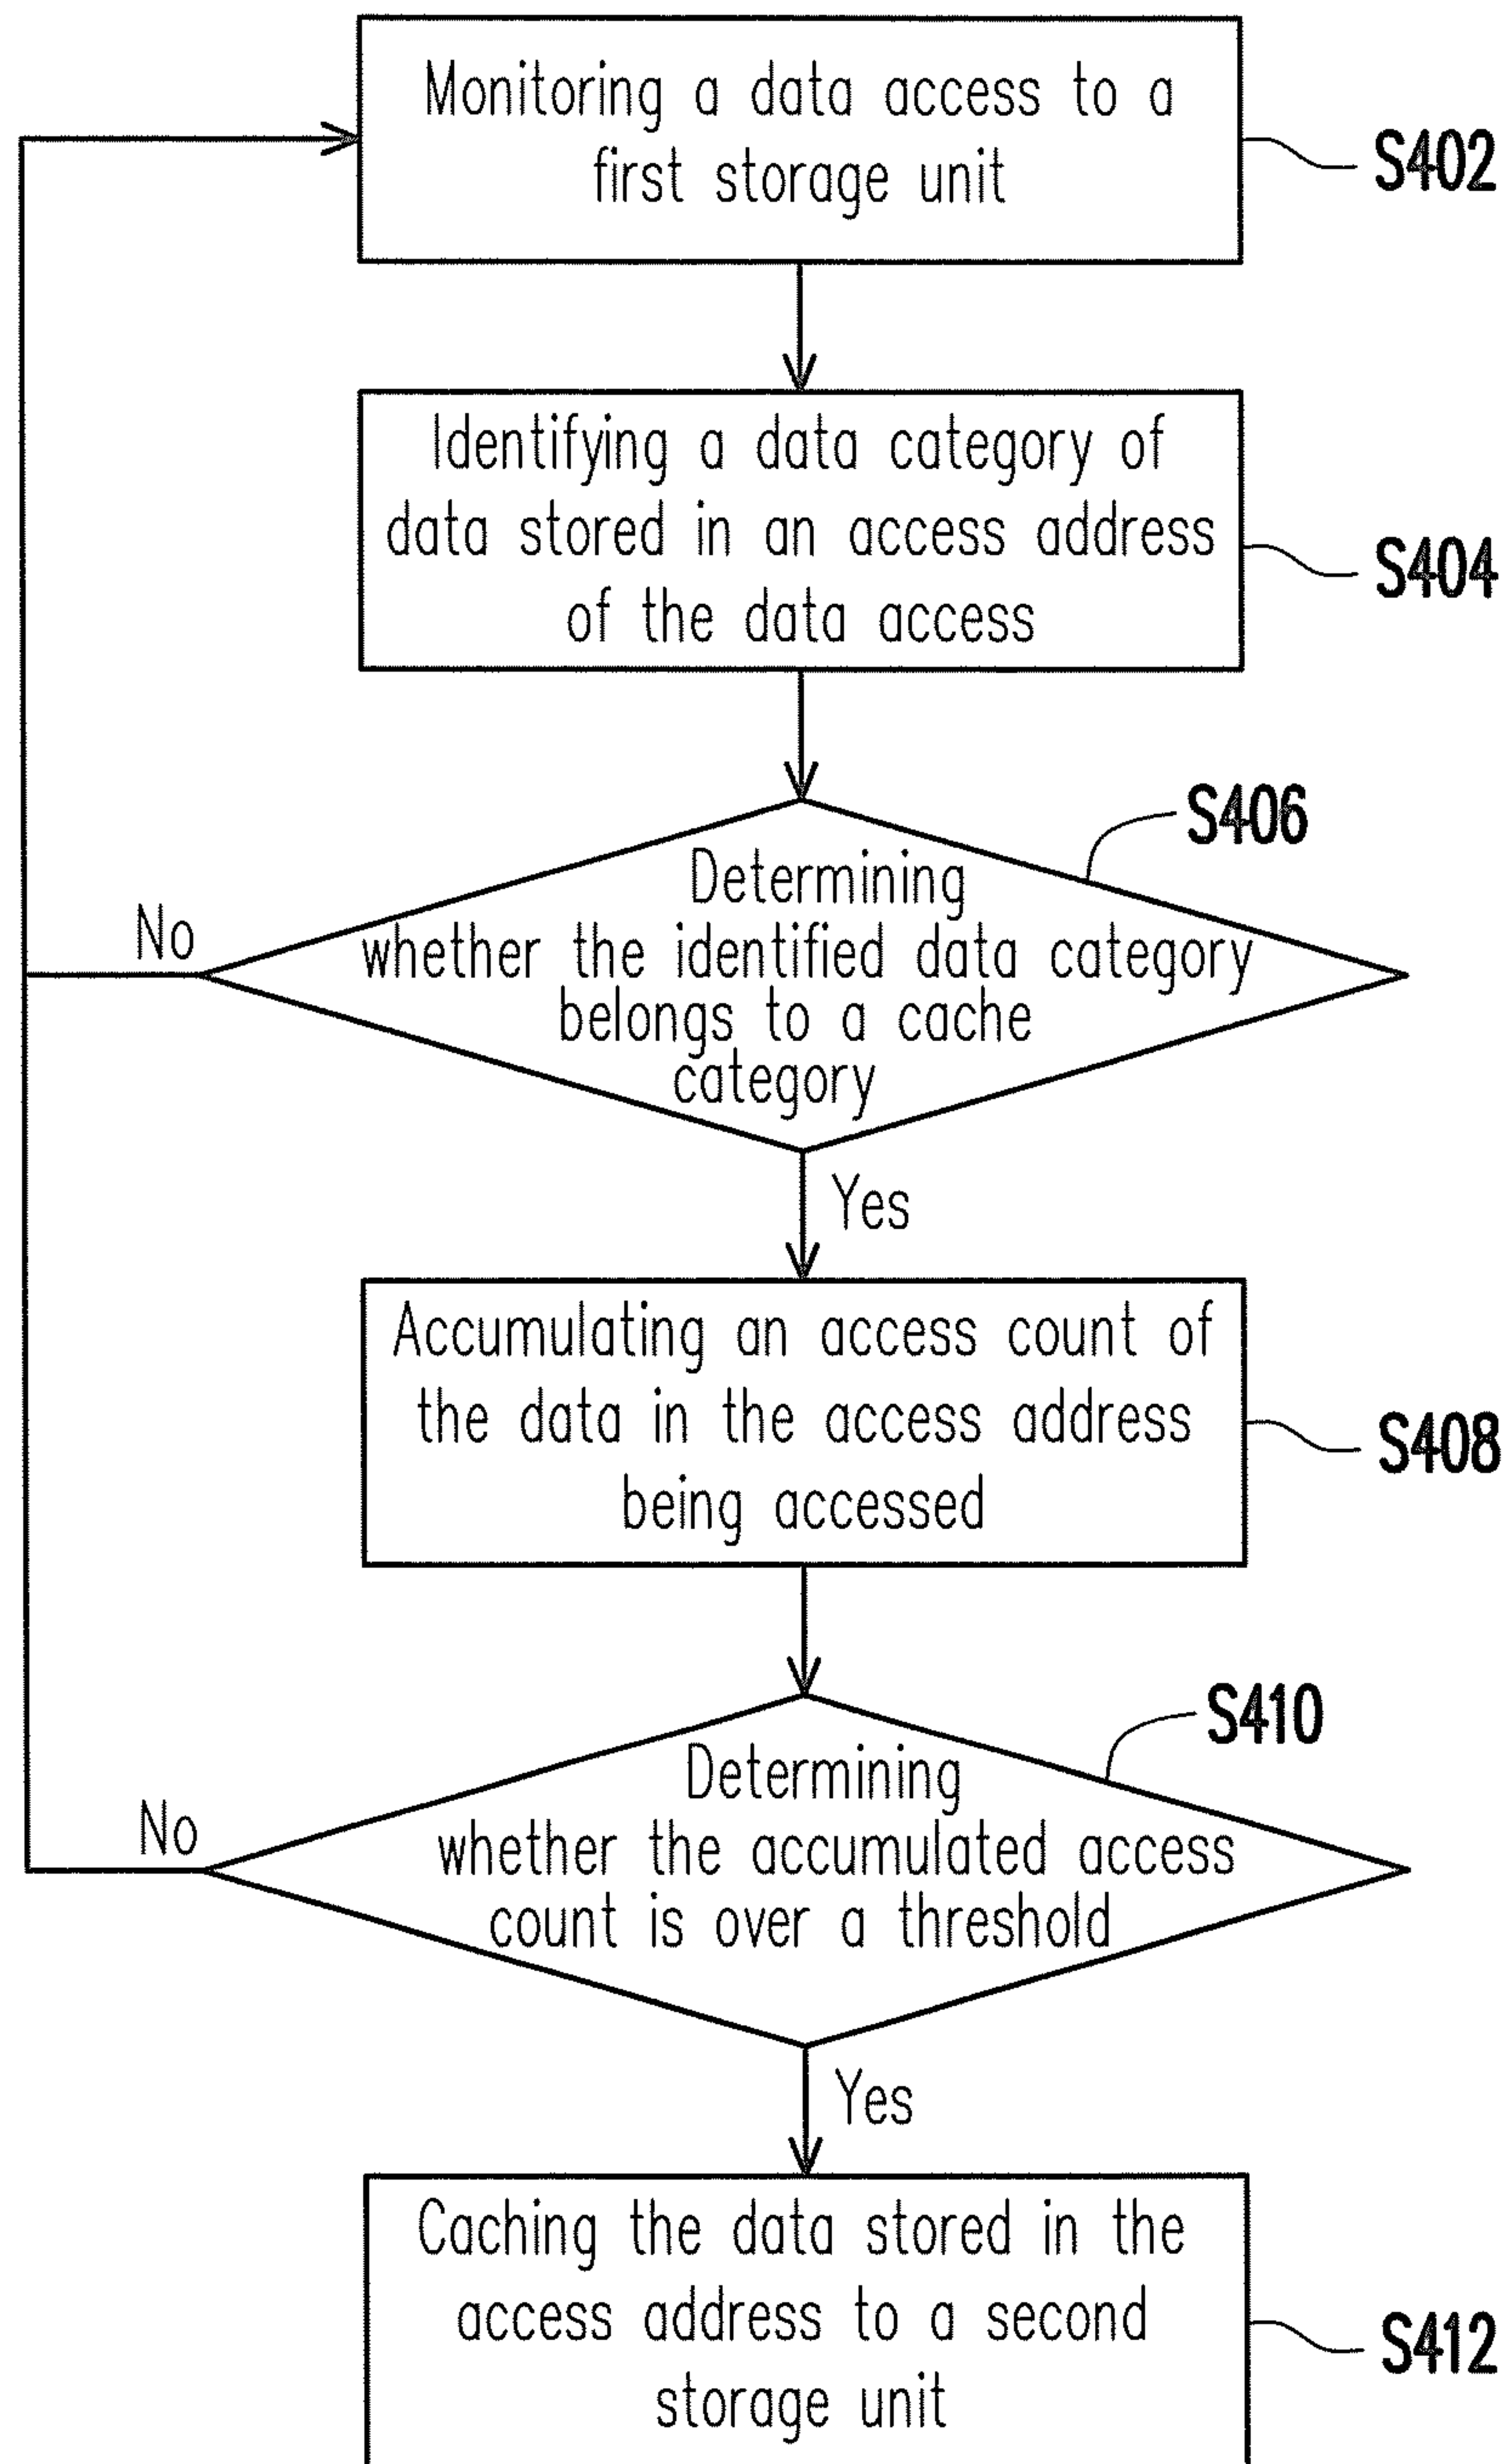 Monitoring a data access to a
first storage unit
S402
Identifying a data category of
data stored in an access address
of the data access
S404
S406
Determining
whether the identified data category
belongs to a cache
category
No
Yes
Accumulating an access count of
the data in the access address
being accessed
S408
S410
Determining
whether the accumulated access
count is over a threshold
No
Yes
Caching the data stored in the
access address to a second
storage unit
S412